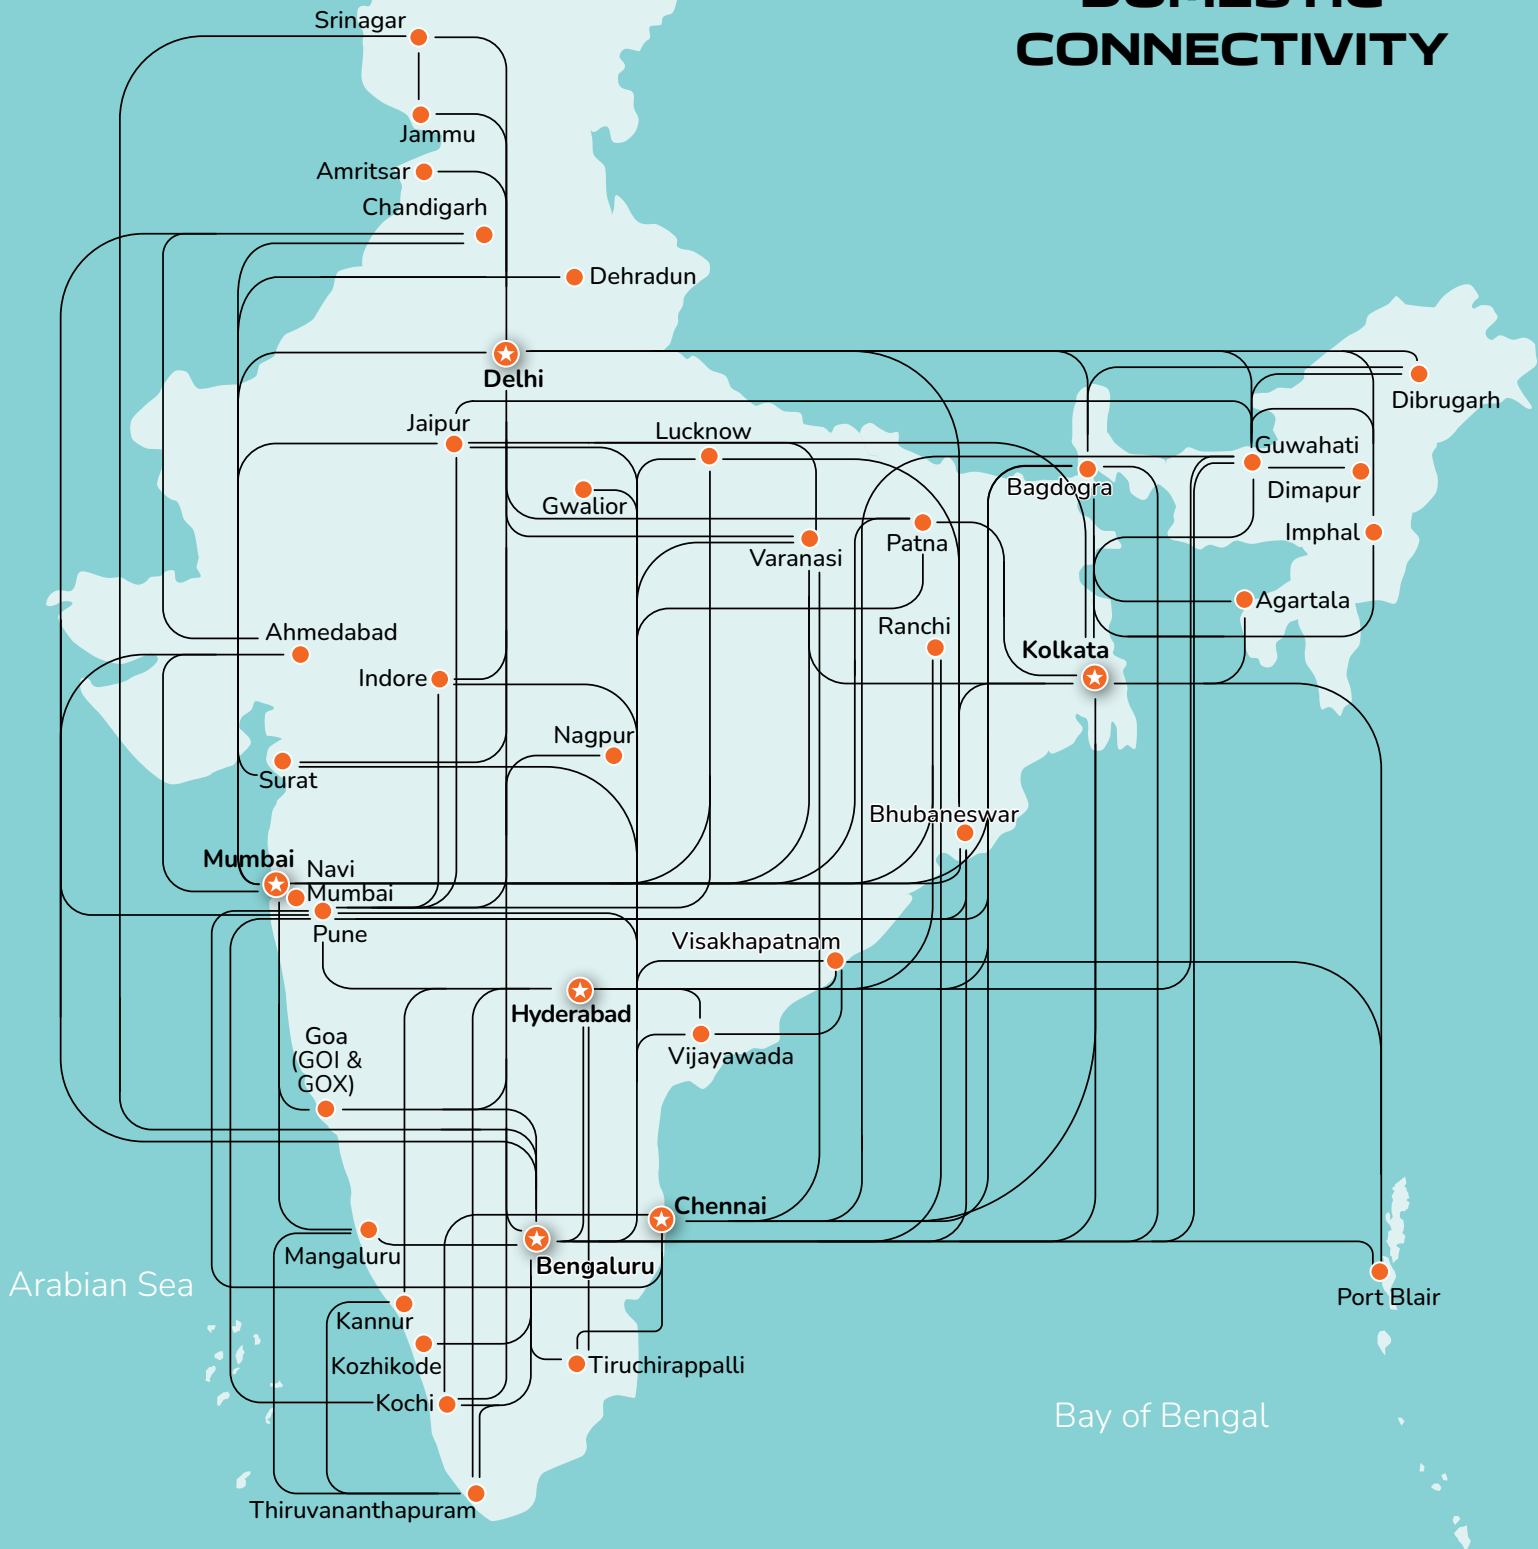 DOMESTIC
CONNECTIVITY
Srinagar
Jammu
Amritsar
Chandigarh
Dehradun
Delhi
Dibrugarh
Jaipur
Lucknow
Guwahati
Bagdogra
Dimapur
Gwalior
Imphal
Patna
Varanasi
Agartala
Ahmedabad
Ranchi
Kolkata
Indore
Nagpur
Surat
Bhubaneswar
Mumbai
Navi
Mumbai
Pune
Visakhapatnam
Hyderabad
Goa
(GOI &
GOX)
Vijayawada
Chennai
Mangaluru
Bengaluru
Arabian Sea
Port Blair
Kannur
Kozhikode
Tiruchirappalli
Kochi
Bay of Bengal
Thiruvananthapuram